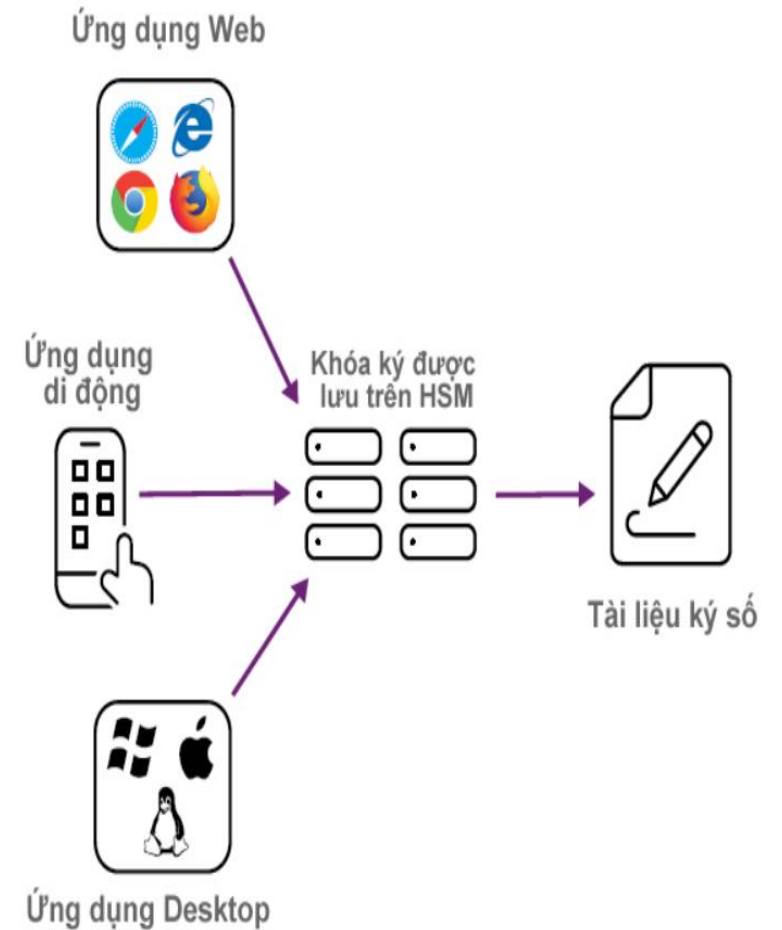 Ứng dụng Web
Ứng dụng
di động
Khóa ký được
lưu trên HSM
Tài liệu ký số
Ứng dụng Desktop